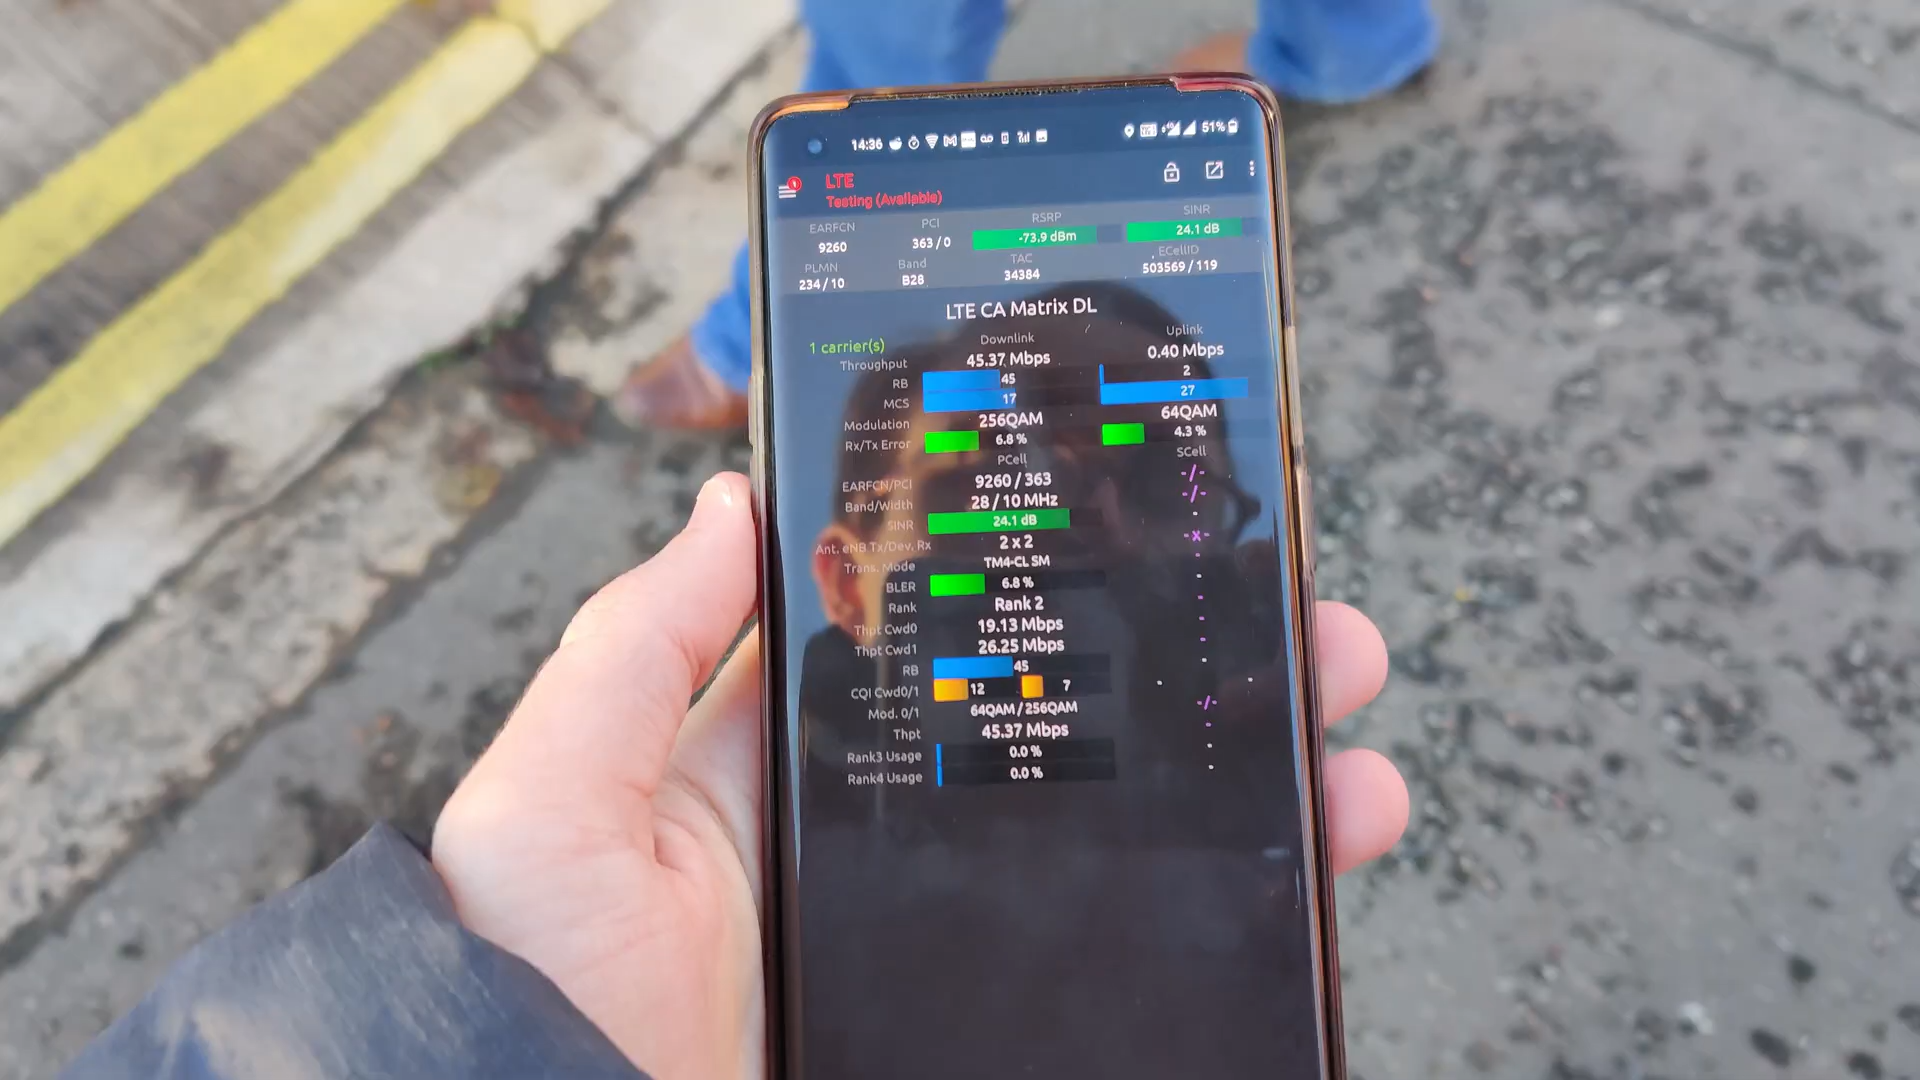 14:36 51%
1
LTE
Testing (Available)
EARFCN PCI RSRP SINR
9260 363 / 0 -73.9 dBm 24.1 dB
PLMN Band TAC ECellID
234 / 10 B28 34384 503569 / 119
LTE CA Matrix DL
1 carrier(s) Downlink Uplink
Throughput 45.37 Mbps 0.40 Mbps
RB 45 2
MCS 17 27
Modulation 256QAM 64QAM
Rx/Tx Error 6.8 % 4.3 %
PCell SCell
EARFCN/PCI 9260 / 363 -/-
Band/Width 28 / 10 MHz -/-
SINR 24.1 dB -
Ant. eNB Tx/Dev. Rx 2 x 2 -x-
Trans. Mode TM4-CL SM -
BLER 6.8 % -
Rank Rank 2 -
Thpt Cwd0 19.13 Mbps -
Thpt Cwd1 26.25 Mbps -
RB 45 -
CQI Cwd0/1 12 7 - -
Mod. 0/1 64QAM / 256QAM -/-
Thpt 45.37 Mbps -
Rank3 Usage 0.0 % -
Rank4 Usage 0.0 % -